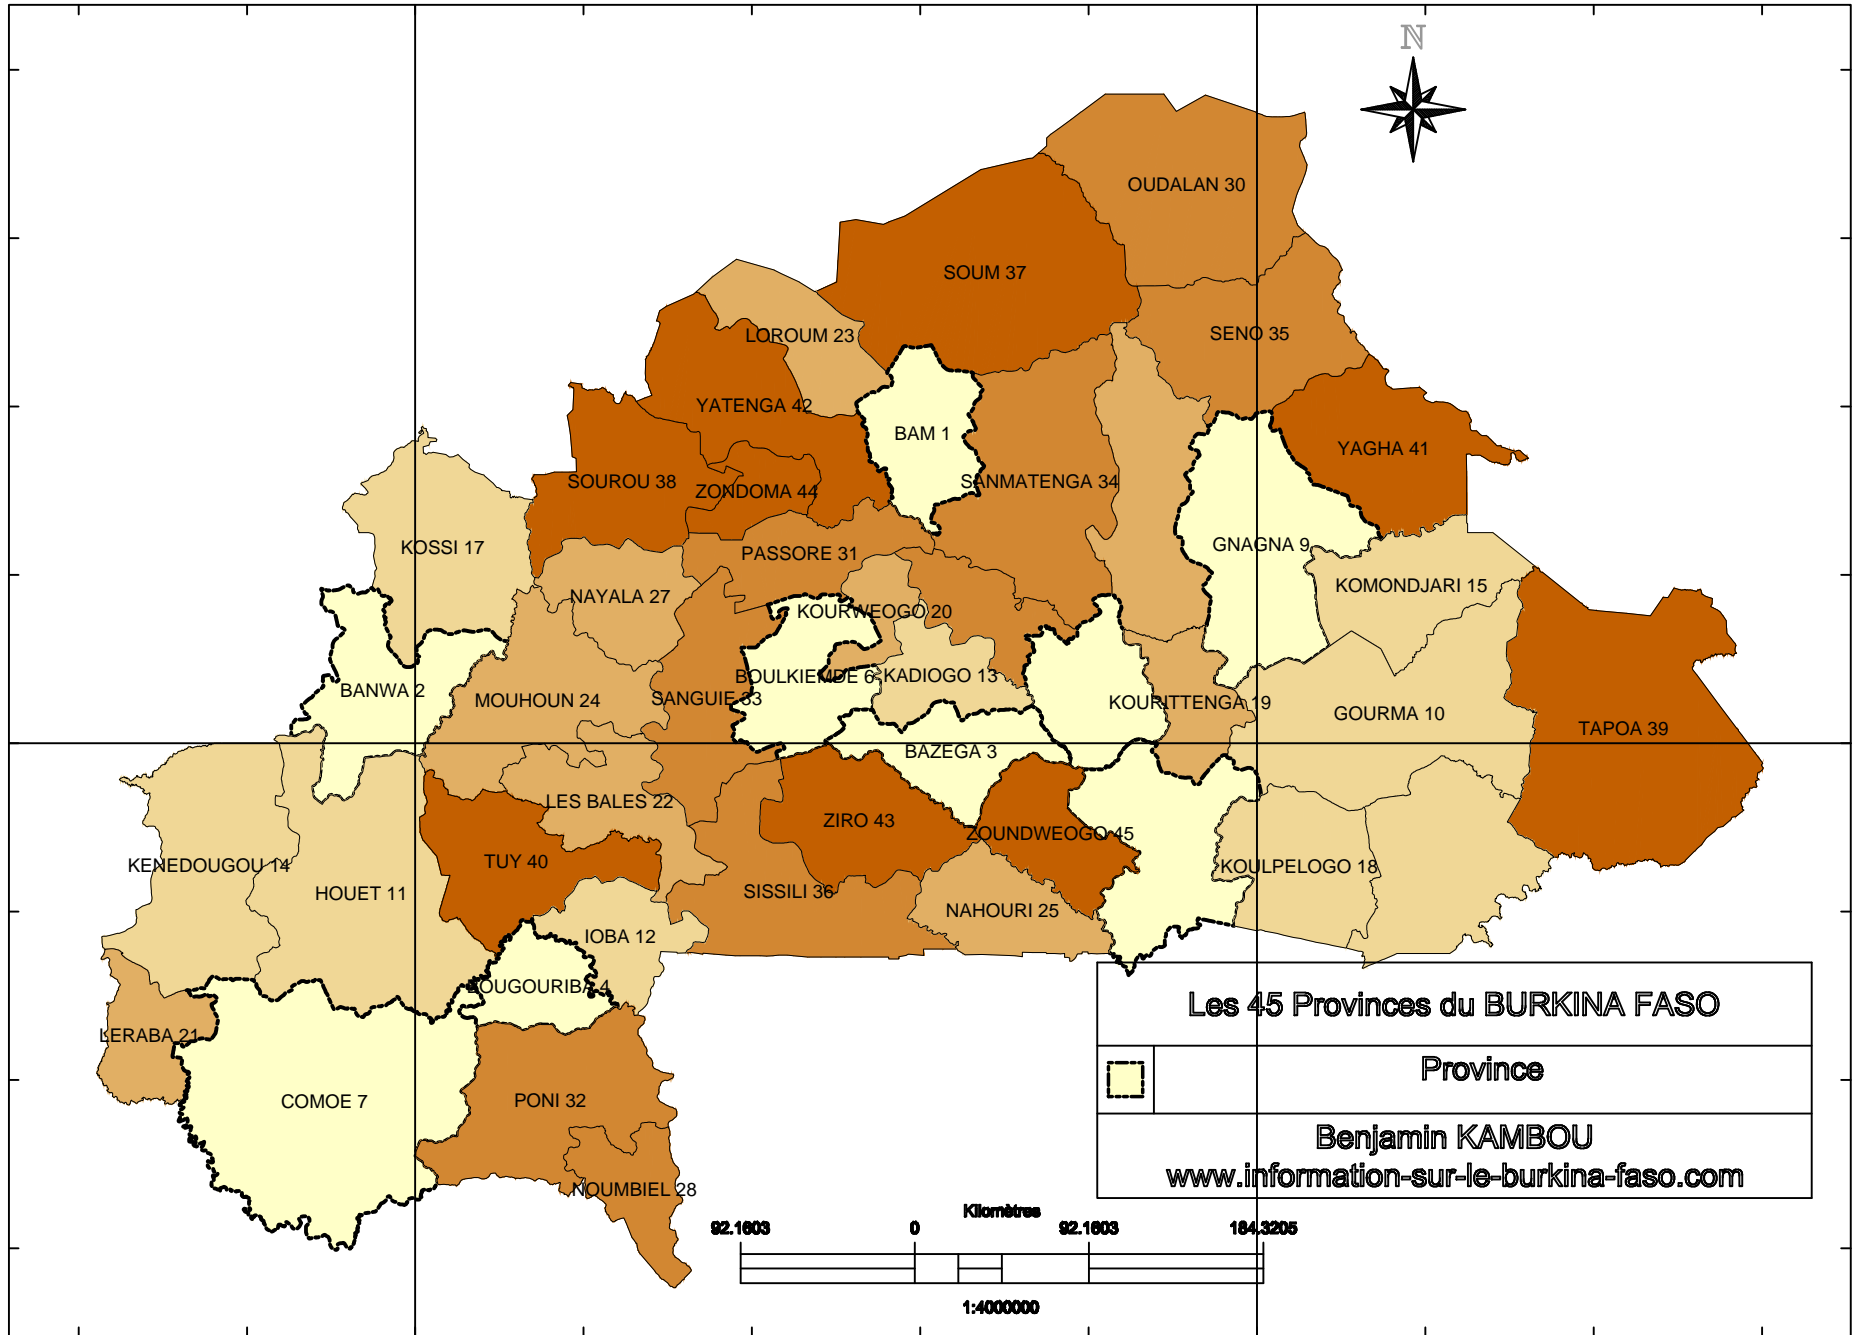 N
OUDALAN 30
SOUM 37
LOROUM 23
SENO 35
YATENGA 42
BAM 1
YAGHA 41
SOUROU 38
ZONDOMA 44
SANMATENGA 34
KOSSI 17
PASSORE 31
GNAGNA 9
NAYALA 27
KOURWEOGO 20
KOMONDJARI 15
BANWA 2
MOUHOUN 24
SANGUIE 33
BOULKIEMDE 6
KADIOGO 13
KOURITTENGA 19
GOURMA 10
TAPOA 39
BAZEGA 3
LES BALES 22
ZIRO 43
ZOUNDWEOGO 45
KENEDOUGOU 14
HOUET 11
TUY 40
SISSILI 36
KOULPELOGO 18
NAHOURI 25
IOBA 12
BOUGOURIBA 4
LERABA 21
COMOE 7
PONI 32
NOUMBIEL 28
Les 45 Provinces du BURKINA FASO
Province
Benjamin KAMBOU
www.information-sur-le-burkina-faso.com
Kilomètres
92.1603 0 92.1603 184.3205
1:4000000